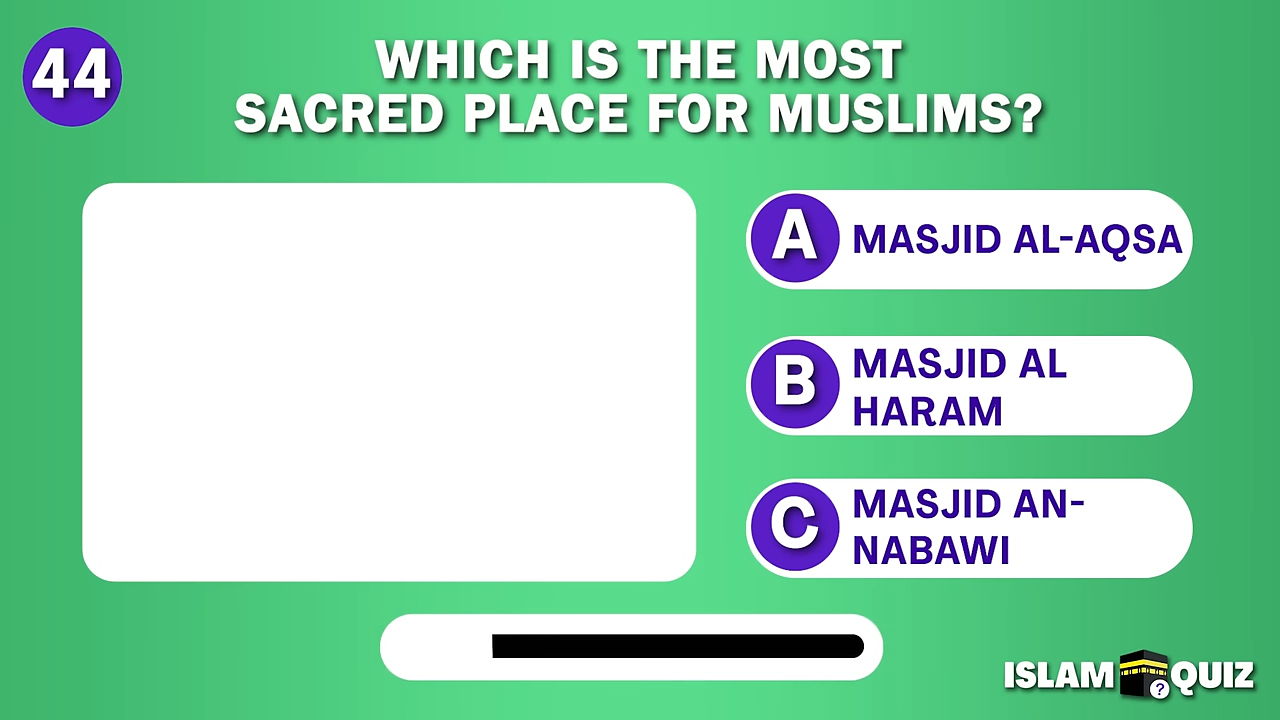 44
WHICH IS THE MOST
SACRED PLACE FOR MUSLIMS?
A MASJID AL-AQSA
B MASJID AL
HARAM
C MASJID AN-
NABAWI
ISLAM ? QUIZ